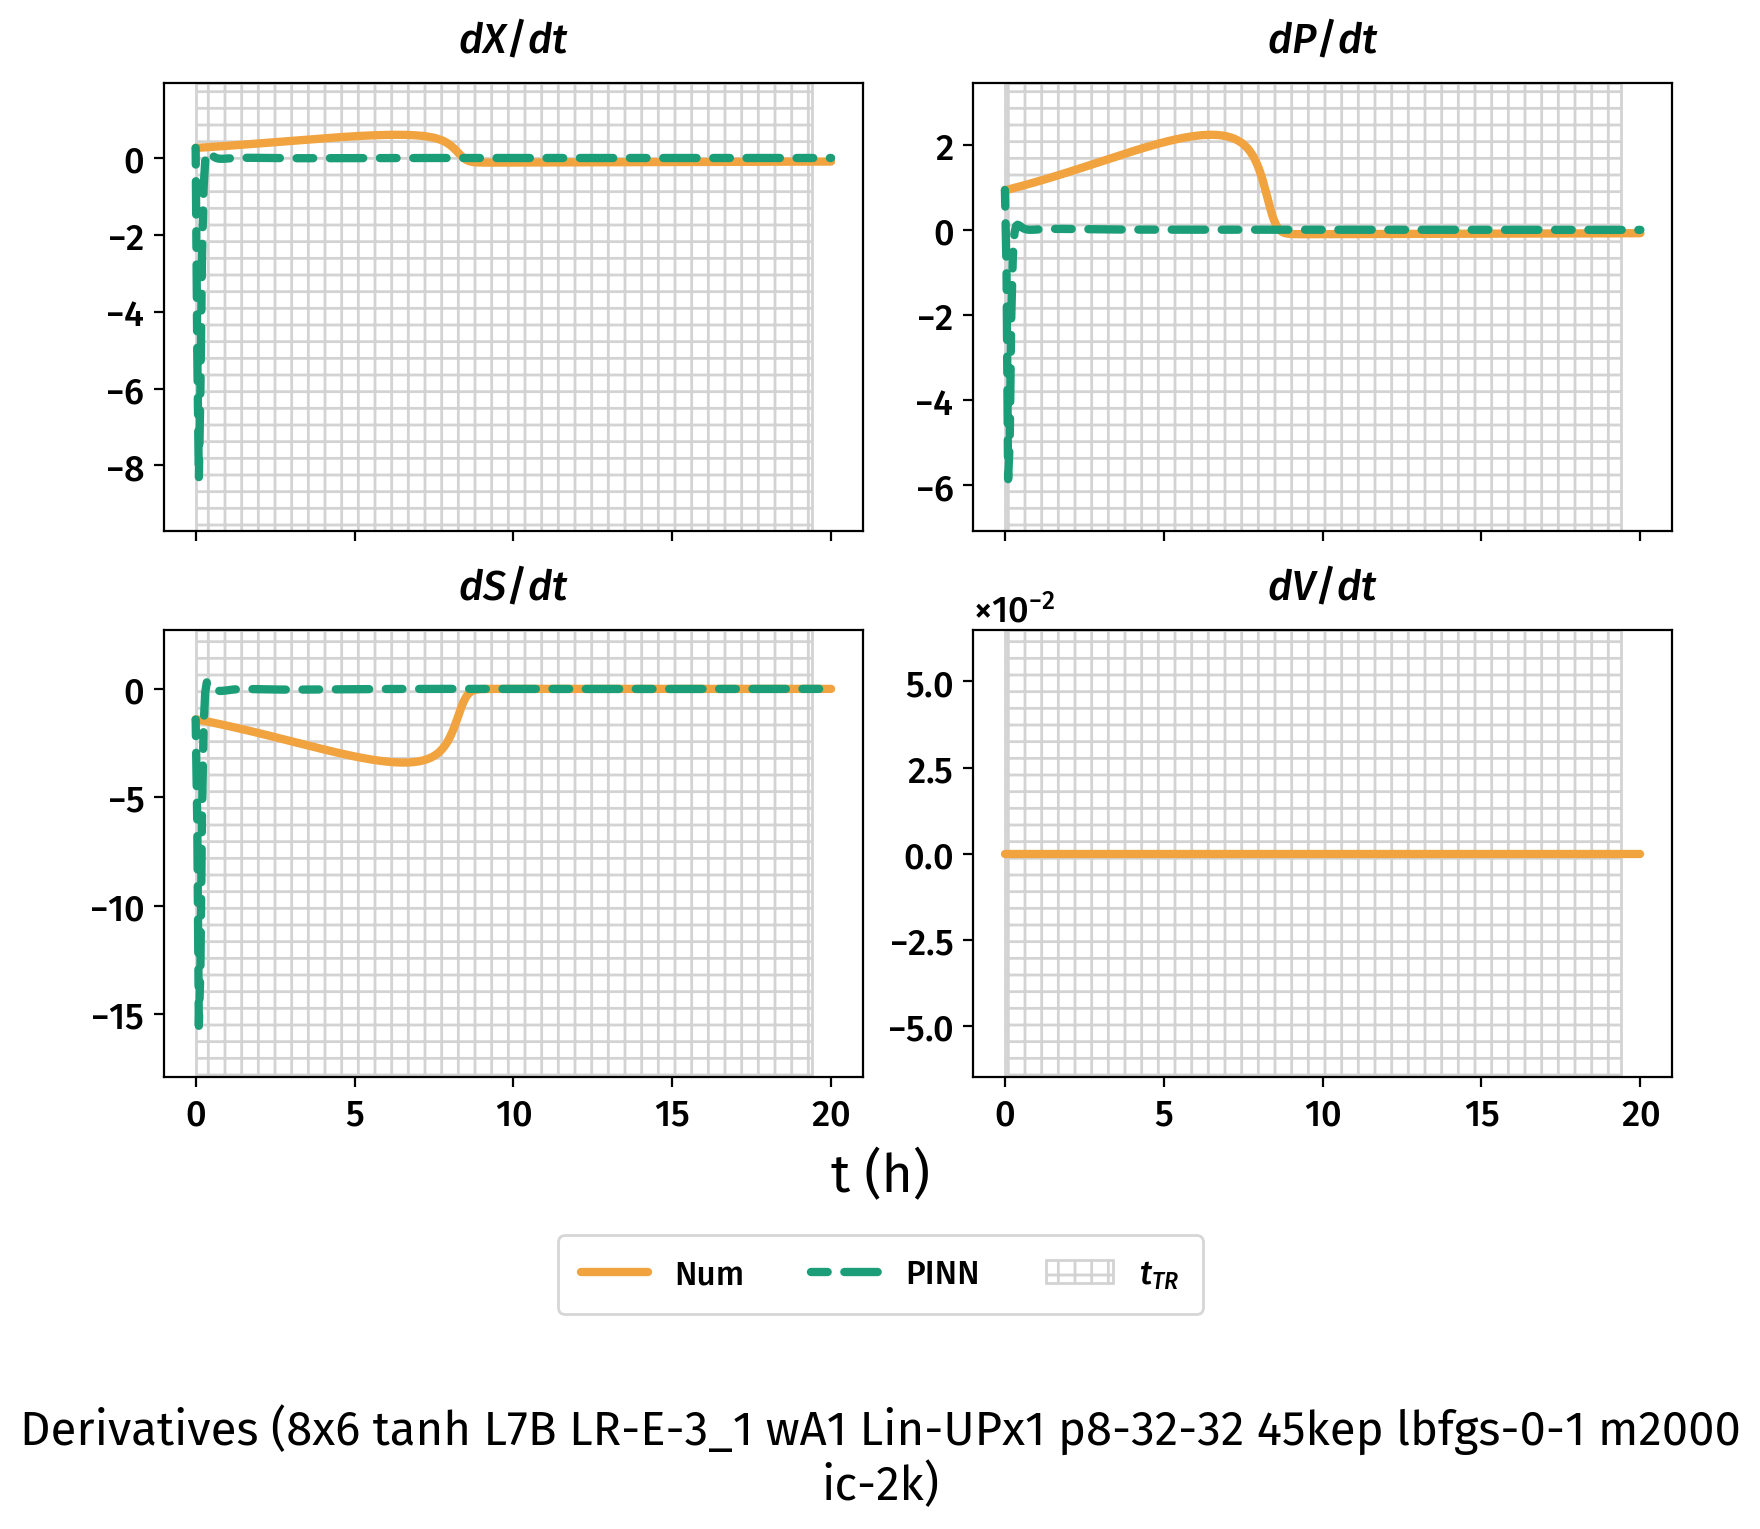 dX/dt
dP/dt
0
−2
−4
−6
−8
2
0
−2
−4
−6
dS/dt
dV/dt
×10⁻²
0
−5
−10
−15
5.0
2.5
0.0
−2.5
−5.0
0 5 10 15 20
0 5 10 15 20
t (h)
Num PINN t_TR
Derivatives (8x6 tanh L7B LR-E-3_1 wA1 Lin-UPx1 p8-32-32 45kep lbfgs-0-1 m2000
ic-2k)